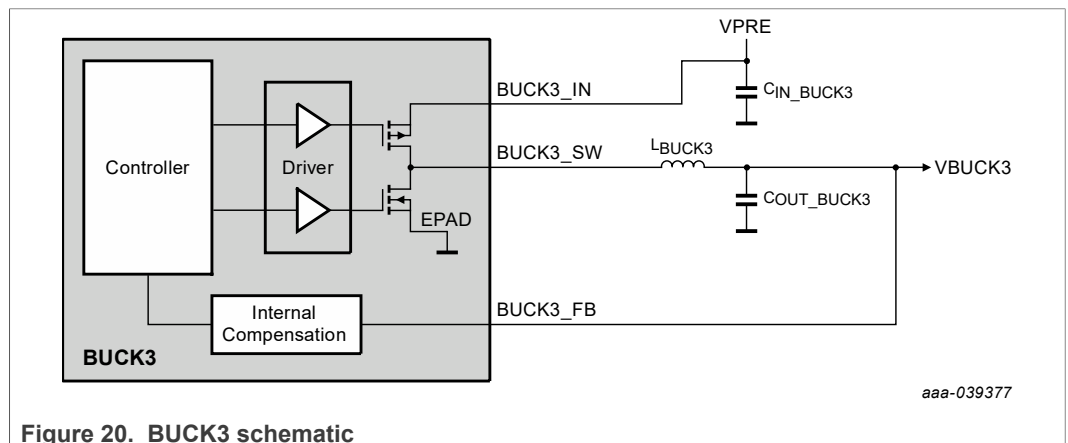 VPRE
BUCK3_IN
CIN_BUCK3
BUCK3_SW
LBUCK3
Controller
Driver
VBUCK3
COUT_BUCK3
EPAD
BUCK3_FB
Internal
Compensation
BUCK3
aaa-039377
Figure 20. BUCK3 schematic